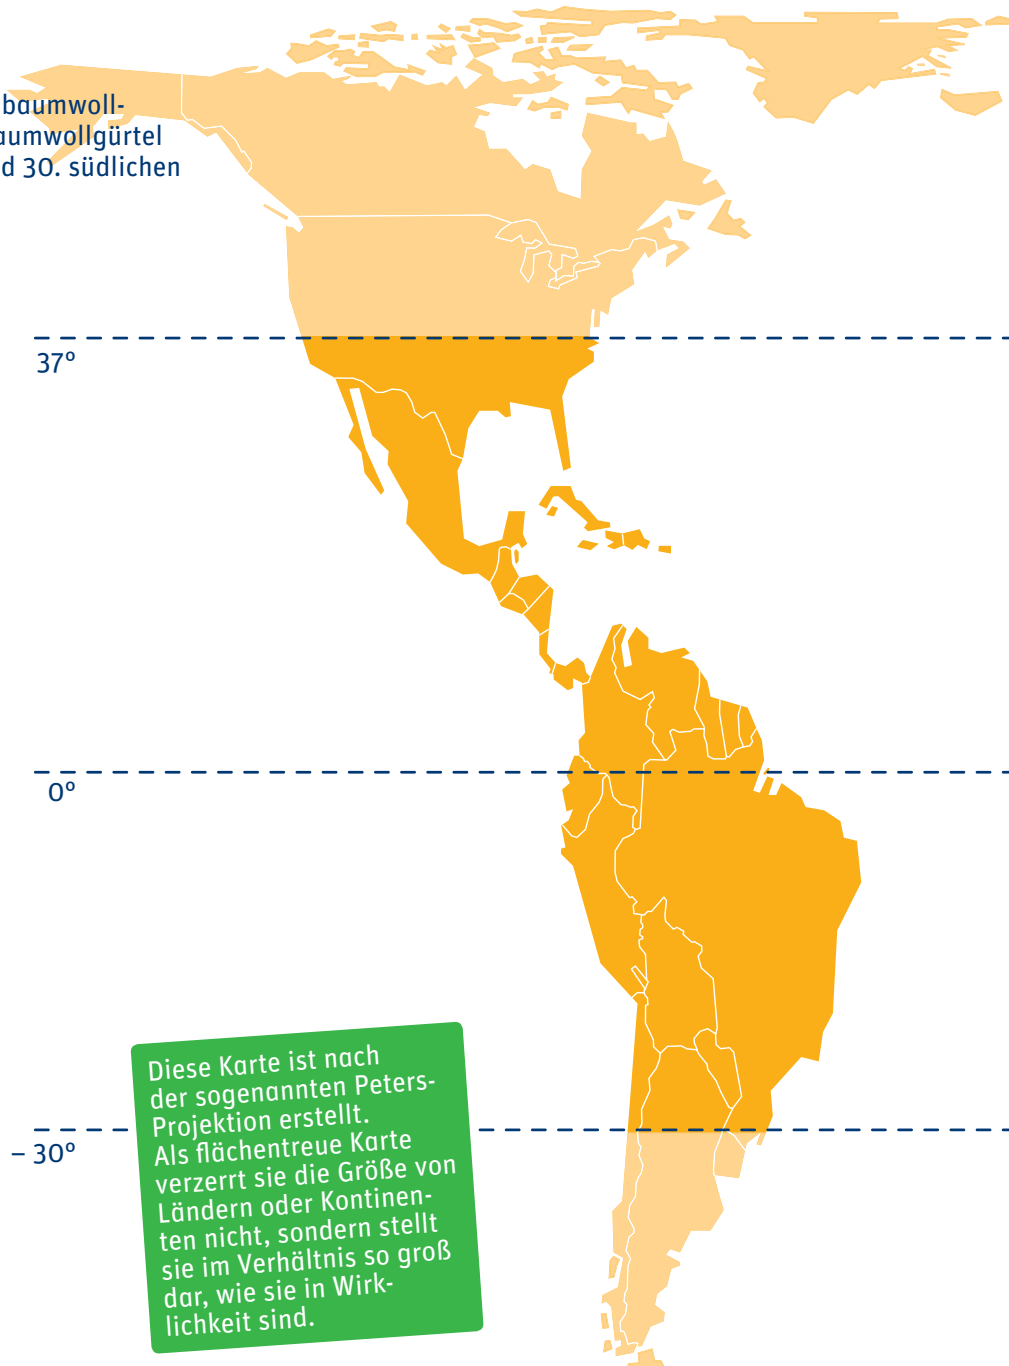 baumwoll-
aumwollgürtel
d 30. südlichen
37°
0°
– 30°
Diese Karte ist nach
der sogenannten Peters-
Projektion erstellt.
Als flächentreue Karte
verzerrt sie die Größe von
Ländern oder Kontinen-
ten nicht, sondern stellt
sie im Verhältnis so groß
dar, wie sie in Wirk-
lichkeit sind.